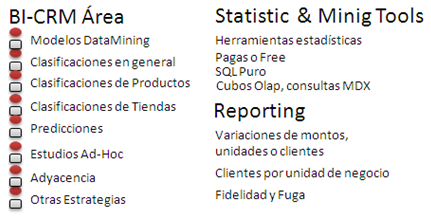 BI-CRM Área
Modelos DataMining
Clasificaciones en general
Clasificaciones de Productos
Clasificaciones de Tiendas
Predicciones
Estudios Ad-Hoc
Adyacencia
Otras Estrategias
Statistic & Minig Tools
Herramientas estadísticas
Pagas o Free
SQL Puro
Cubos Olap, consultas MDX
Reporting
Variaciones de montos,
unidades o clientes
Clientes por unidad de negocio
Fidelidad y Fuga